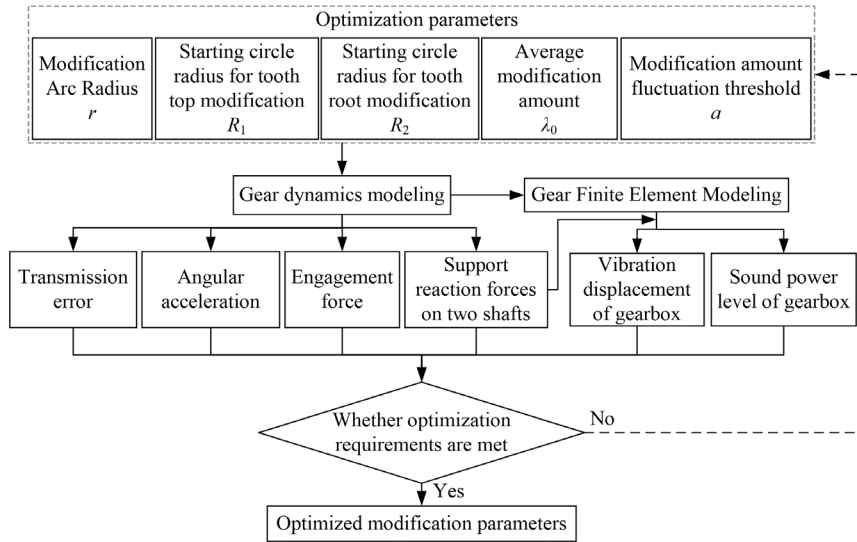 Optimization parameters
Modification
Arc Radius
r
Starting circle
radius for tooth
top modification
R1
Starting circle
radius for tooth
root modification
R2
Average
modification
amount
λ0
Modification amount
fluctuation threshold
a
Gear dynamics modeling
Gear Finite Element Modeling
Transmission
error
Angular
acceleration
Engagement
force
Support
reaction forces
on two shafts
Vibration
displacement
of gearbox
Sound power
level of gearbox
Whether optimization
requirements are met
No
Yes
Optimized modification parameters